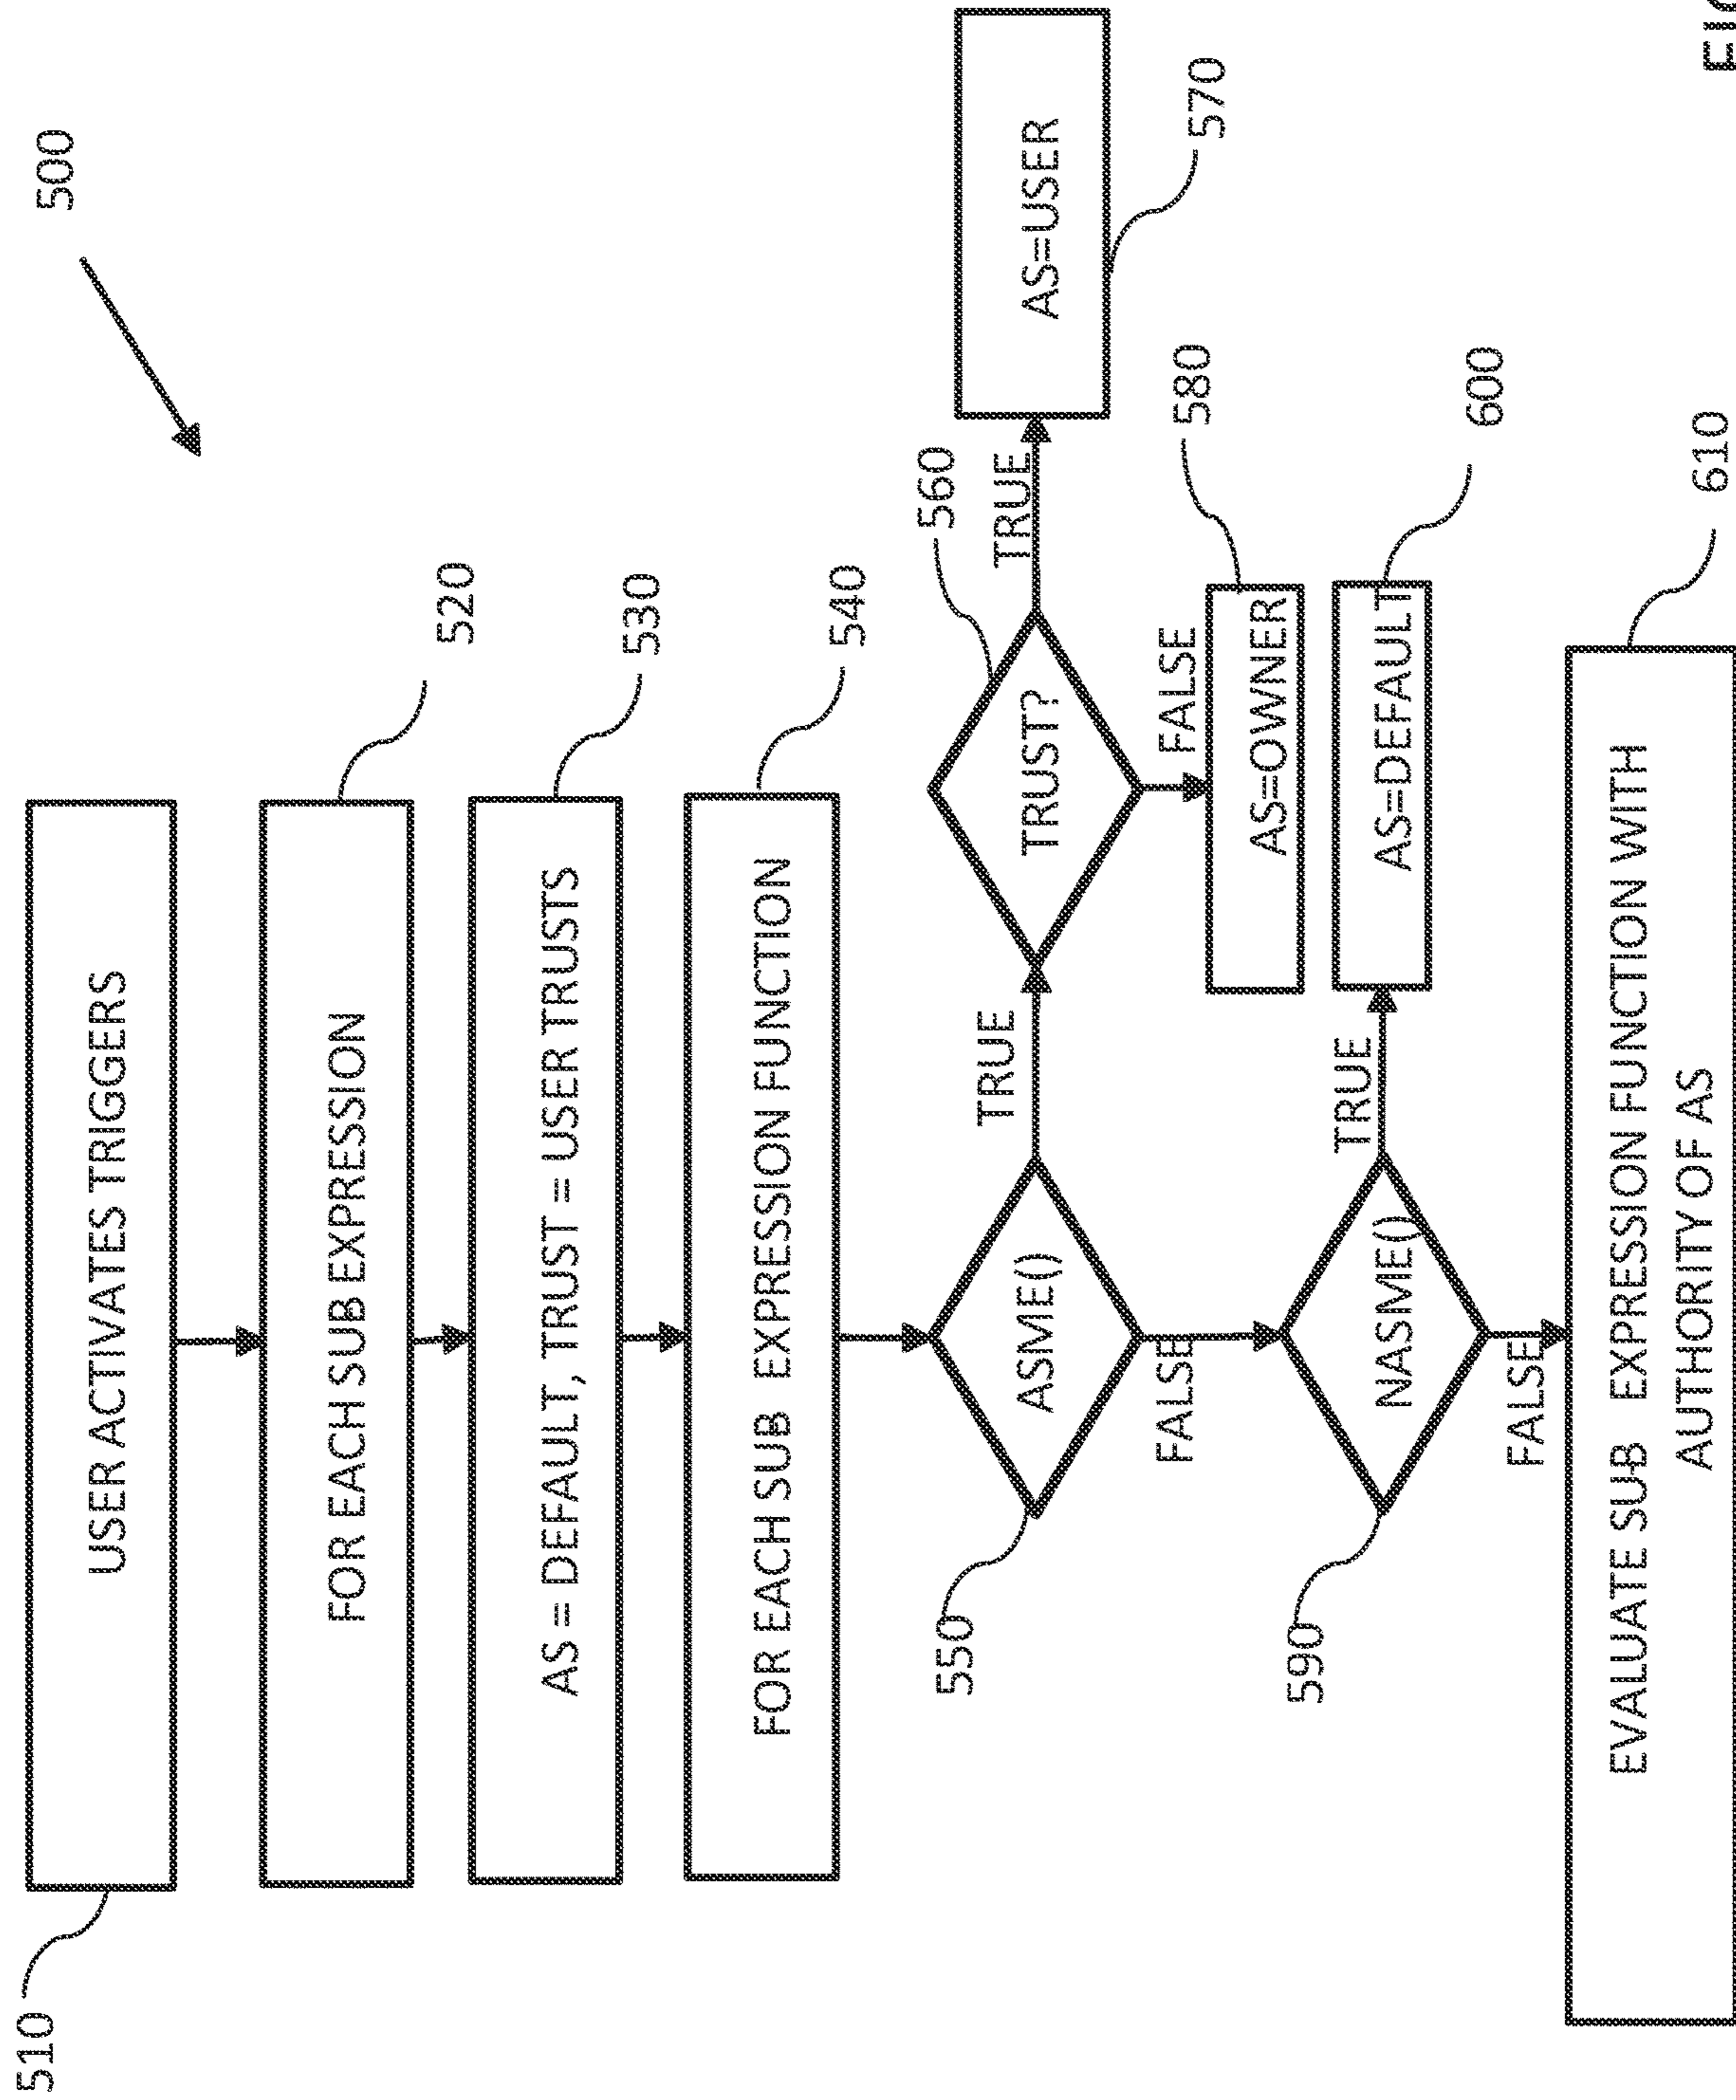 500
510
USER ACTIVATES TRIGGERS
FOR EACH SUB EXPRESSION
520
AS = DEFAULT, TRUST = USER TRUSTS
530
FOR EACH SUB EXPRESSION FUNCTION
540
550
ASME()
TRUE
TRUST?
560
TRUE
AS=USER
570
FALSE
FALSE
AS=OWNER
580
590
NASME()
TRUE
AS=DEFAULT
600
FALSE
EVALUATE SUB EXPRESSION FUNCTION WITH
AUTHORITY OF AS
610